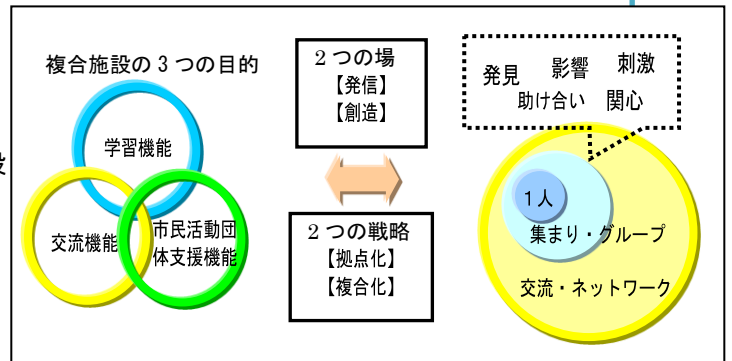 複合施設の3つの目的
学習機能
交流機能
市民活動団
体支援機能
2つの場
【発信】
【創造】
2つの戦略
【拠点化】
【複合化】
発見 影響 刺激
助け合い 関心
1人
集まり・グループ
交流・ネットワーク
設